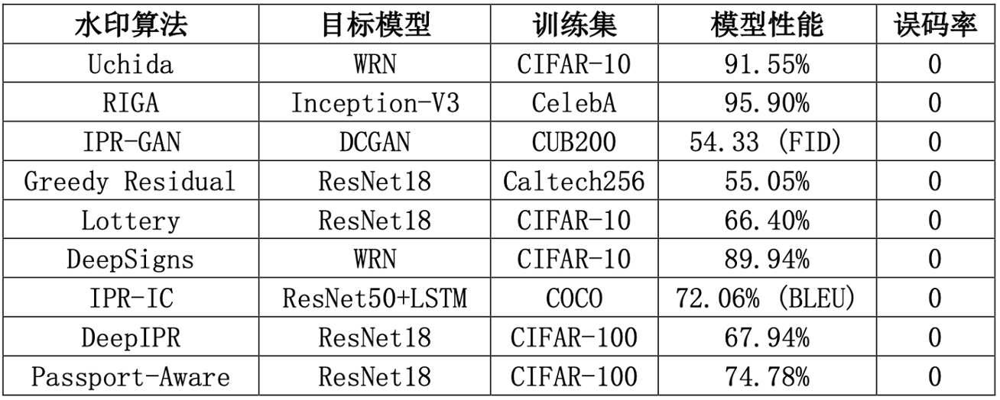 水印算法 目标模型 训练集 模型性能 误码率
Uchida WRN CIFAR-10 91.55% 0
RIGA Inception-V3 CelebA 95.90% 0
IPR-GAN DCGAN CUB200 54.33 (FID) 0
Greedy Residual ResNet18 Caltech256 55.05% 0
Lottery ResNet18 CIFAR-10 66.40% 0
DeepSigns WRN CIFAR-10 89.94% 0
IPR-IC ResNet50+LSTM COCO 72.06% (BLEU) 0
DeepIPR ResNet18 CIFAR-100 67.94% 0
Passport-Aware ResNet18 CIFAR-100 74.78% 0